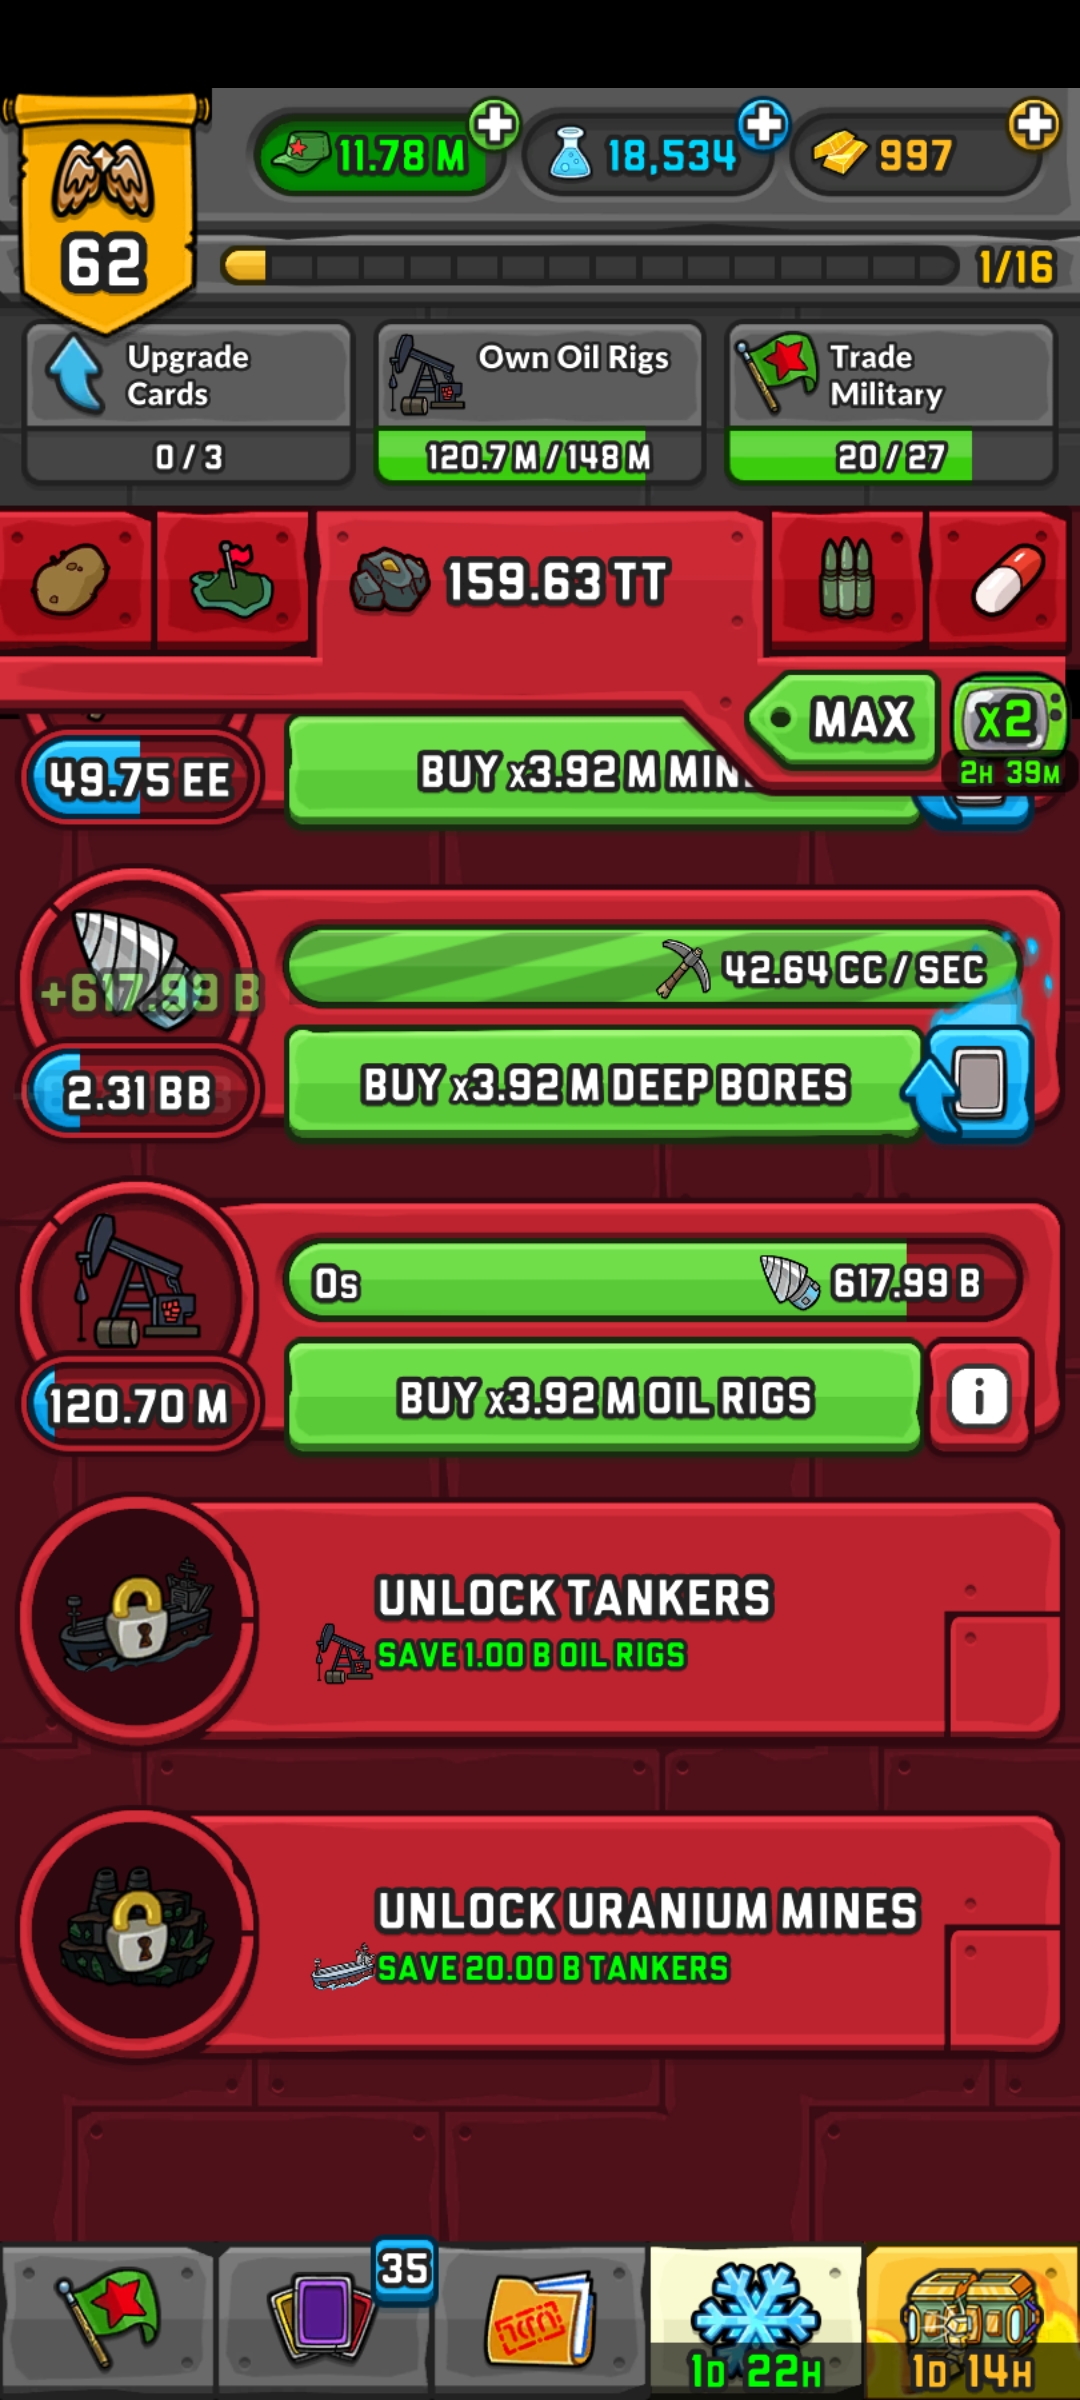 11.78 M
18,534
997
62
1/16
Upgrade
Cards
0 / 3
Own Oil Rigs
120.7 M / 148 M
Trade
Military
20 / 27
159.63 TT
MAX
x2
2H 39M
49.75 EE
BUY x3.92 M
42.64 CC / SEC
+617.99 B
2.31 BB
BUY x3.92 M DEEP BORES
0s
617.99 B
120.70 M
BUY x3.92 M OIL RIGS
i
UNLOCK TANKERS
SAVE 1.00 B OIL RIGS
UNLOCK URANIUM MINES
SAVE 20.00 B TANKERS
35
1D 22H
1D 14H